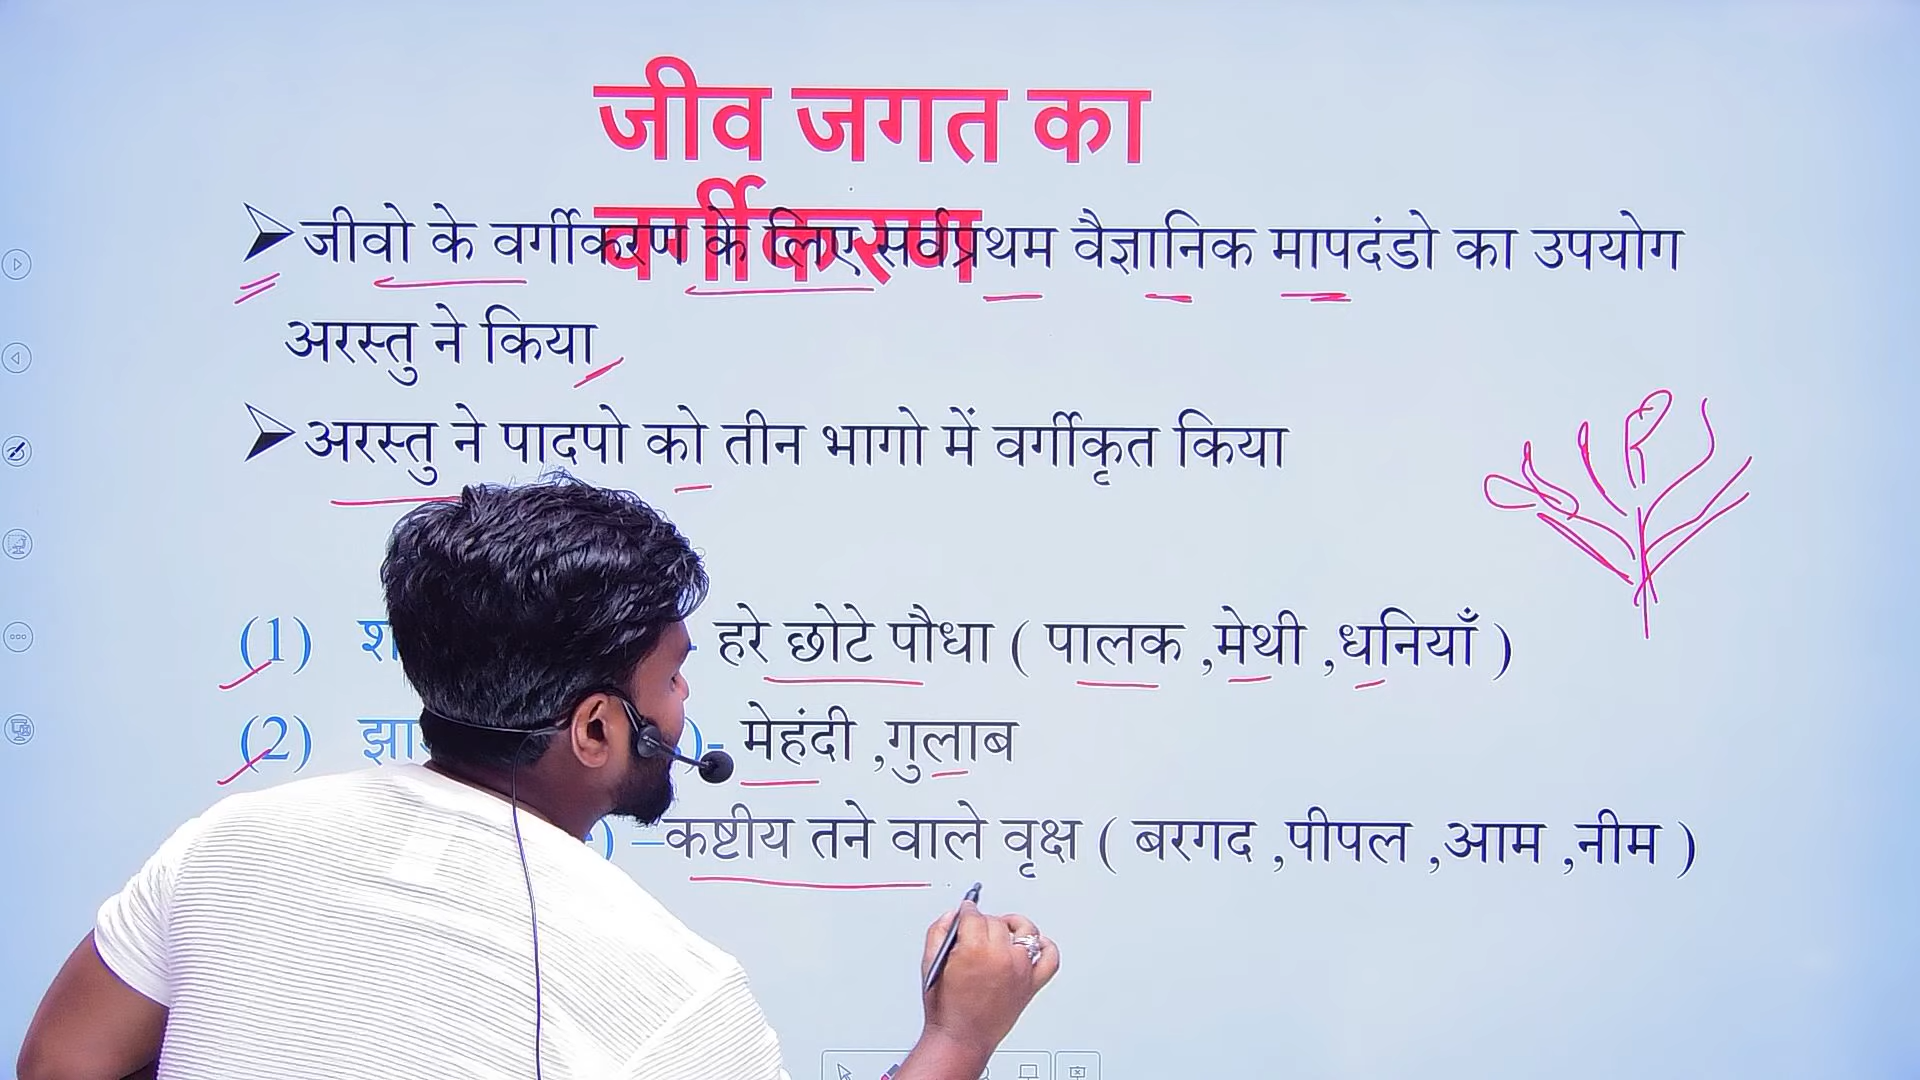 जीव जगत का
वर्गीकरण
➢जीवो के वर्गीकरण के लिए सर्वप्रथम वैज्ञानिक मापदंडो का उपयोग
अरस्तु ने किया
➢अरस्तु ने पादपो को तीन भागो में वर्गीकृत किया
(1) - हरे छोटे पौधा ( पालक ,मेथी ,धनियाँ )
(2) )- मेहंदी ,गुलाब
) –कष्टीय तने वाले वृक्ष ( बरगद ,पीपल ,आम ,नीम )